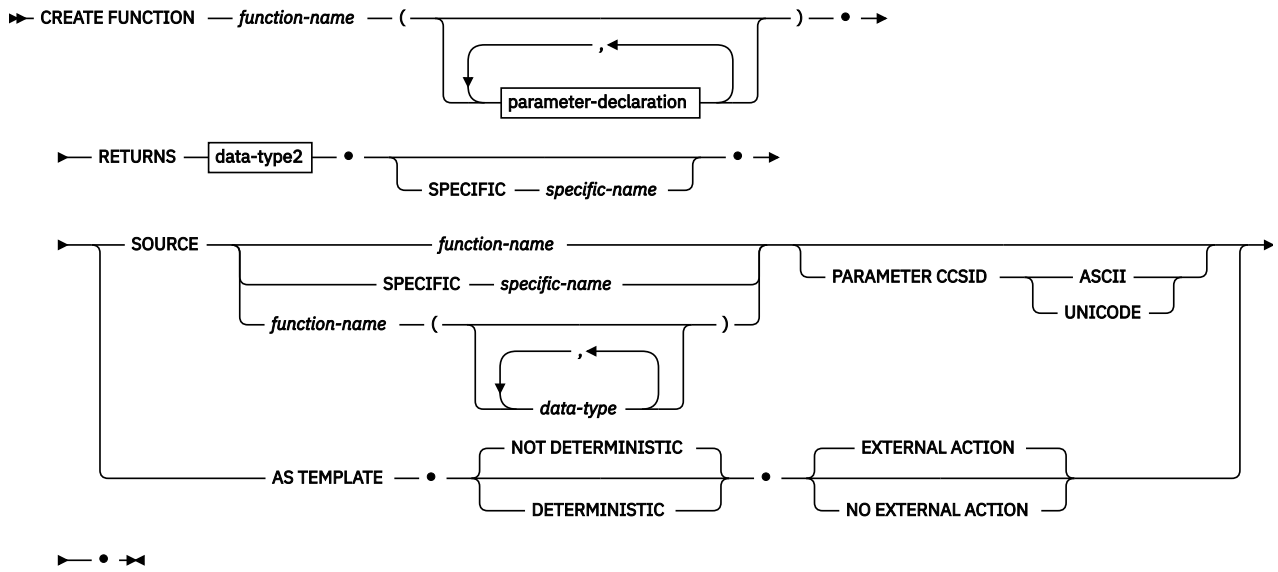 CREATE FUNCTION function-name ( )
,
parameter-declaration
RETURNS data-type2
SPECIFIC specific-name
SOURCE function-name
SPECIFIC specific-name
PARAMETER CCSID ASCII
UNICODE
function-name ( )
,
data-type
AS TEMPLATE
NOT DETERMINISTIC
DETERMINISTIC
EXTERNAL ACTION
NO EXTERNAL ACTION